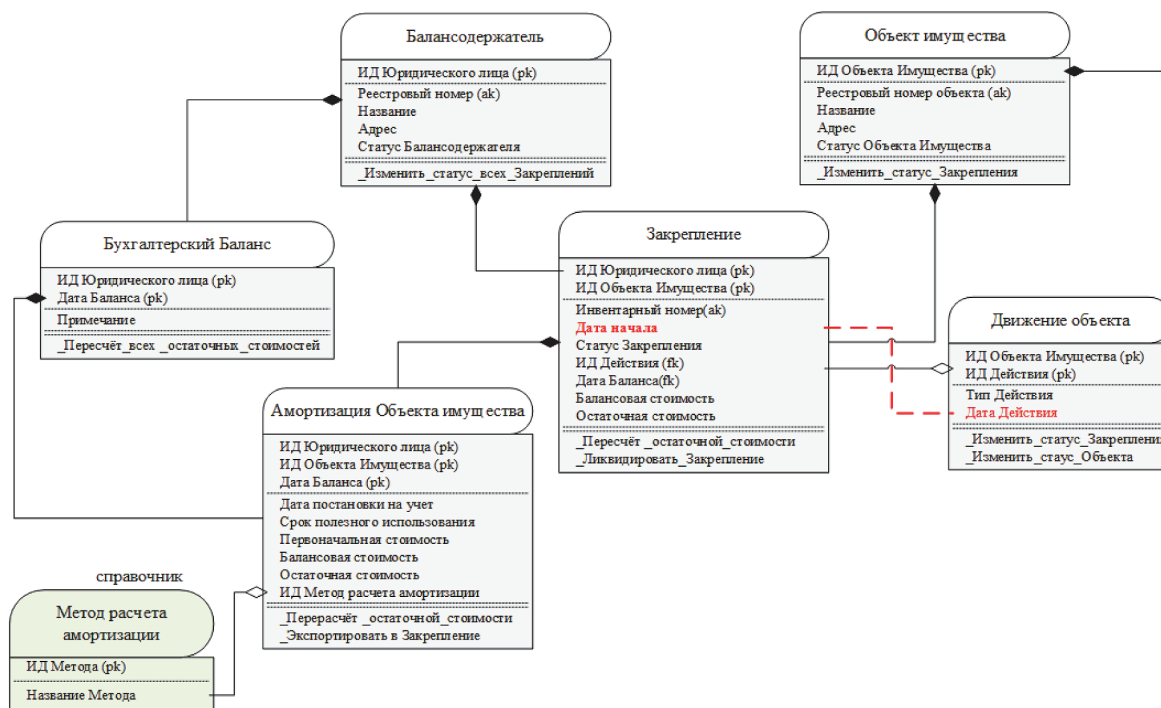 Балансодержатель
ИД Юридического лица (pk)
Реестровый номер (ak)
Название
Адрес
Статус Балансодержателя
_Изменить_статус_всех_Закреплений
Объект имущества
ИД Объекта Имущества (pk)
Реестровый номер объекта (ak)
Название
Адрес
Статус Объекта Имущества
_Изменить_статус_Закрепления
Бухгалтерский Баланс
ИД Юридического лица (pk)
Дата Баланса (pk)
Примечание
_Пересчёт_всех _остаточных_стоимостей
Закрепление
ИД Юридического лица (pk)
ИД Объекта Имущества (pk)
Инвентарный номер(ak)
Дата начала
Статус Закрепления
ИД Действия (fk)
Дата Баланса(fk)
Балансовая стоимость
Остаточная стоимость
_Пересчёт _остаточной_стоимости
_Ликвидировать_Закрепление
Движение объекта
ИД Объекта Имущества (pk)
ИД Действия (pk)
Тип Действия
Дата Действия
_Изменить_статус_Закреплени
_Изменить_стаус_Объекта
Амортизация Объекта имущества
ИД Юридического лица (pk)
ИД Объекта Имущества (pk)
Дата Баланса (pk)
Дата постановки на учет
Срок полезного использования
Первоначальная стоимость
Балансовая стоимость
Остаточная стоимость
ИД Метод расчета амортизации
_Перерасчёт _остаточной_стоимости
_Экспортировать в Закрепление
справочник
Метод расчета
амортизации
ИД Метода (pk)
Название Метода